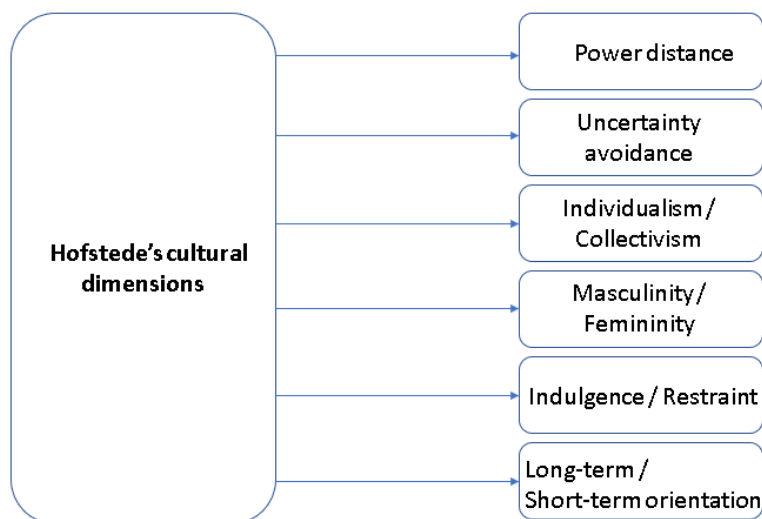 Hofstede's cultural
dimensions
Power distance
Uncertainty
avoidance
Individualism /
Collectivism
Masculinity /
Femininity
Indulgence / Restraint
Long-term /
Short-term orientation